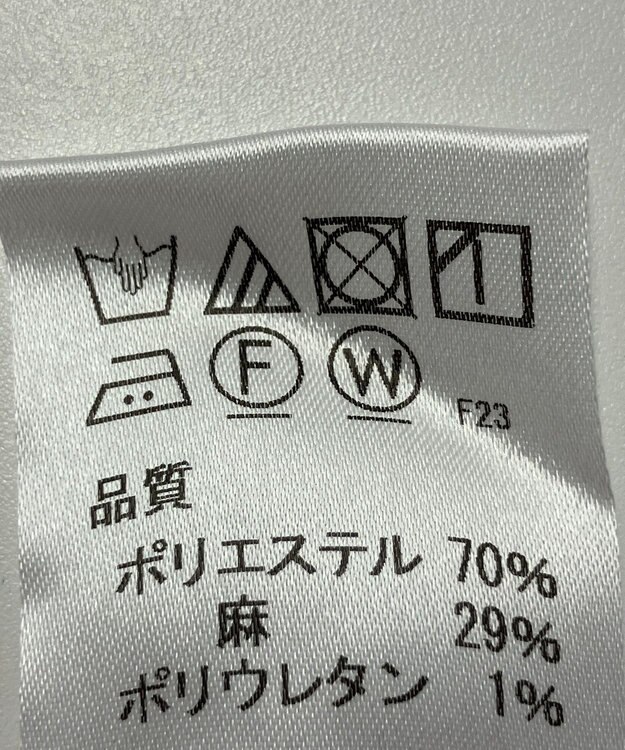 F W F23
品質
ポリエステル 70%
麻 29%
ポリウレタン 1%